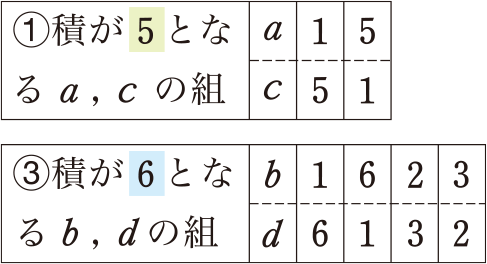 ①積が 5 とな a 1 5
る a , c の組 c 5 1
③積が 6 とな b 1 6 2 3
る b , d の組 d 6 1 3 2